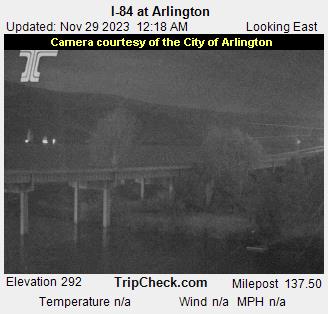 I-84 at Arlington
Updated: Nov 29 2023 12:18 AM Looking East
Camera courtesy of the City of Arlington
Elevation 292 TripCheck.com Milepost 137.50
Temperature n/a Wind n/a MPH n/a